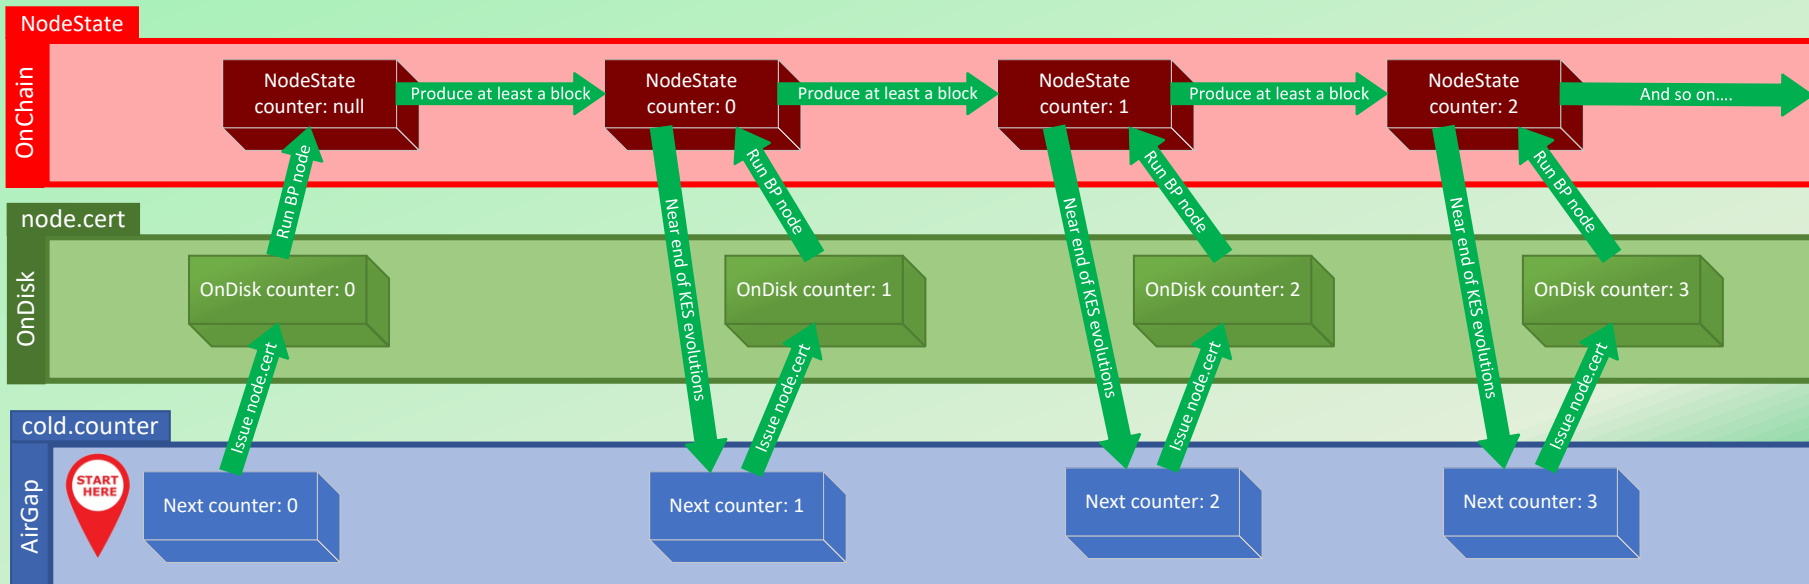 NodeState
OnChain
NodeState
counter: null
Produce at least a block
NodeState
counter: 0
Produce at least a block
NodeState
counter: 1
Produce at least a block
NodeState
counter: 2
And so on....
Run BP node
Near end of KES evolutions
Run BP node
Near end of KES evolutions
Run BP node
Near end of KES evolutions
Run BP node
node.cert
OnDisk
OnDisk counter: 0
OnDisk counter: 1
OnDisk counter: 2
OnDisk counter: 3
Issue node.cert
Issue node.cert
Issue node.cert
Issue node.cert
cold.counter
AirGap
START
HERE
Next counter: 0
Next counter: 1
Next counter: 2
Next counter: 3